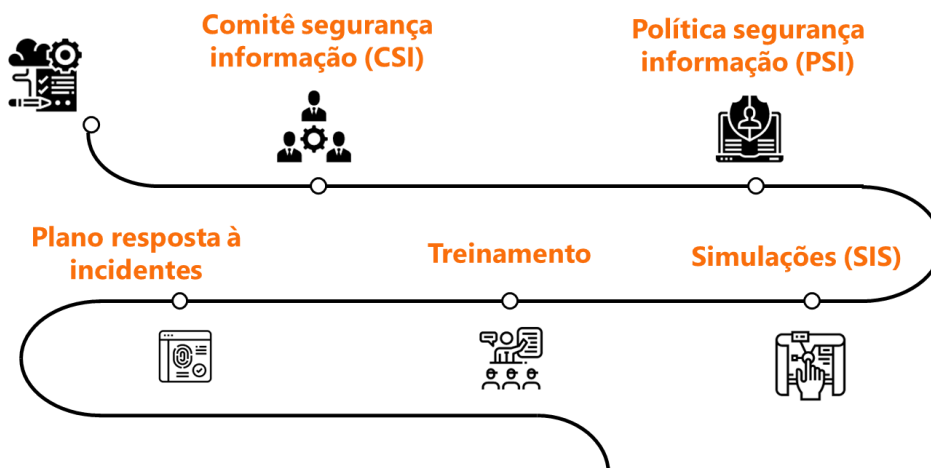 Comitê segurança
informação (CSI)
Política segurança
informação (PSI)
Plano resposta à
incidentes
Treinamento
Simulações (SIS)